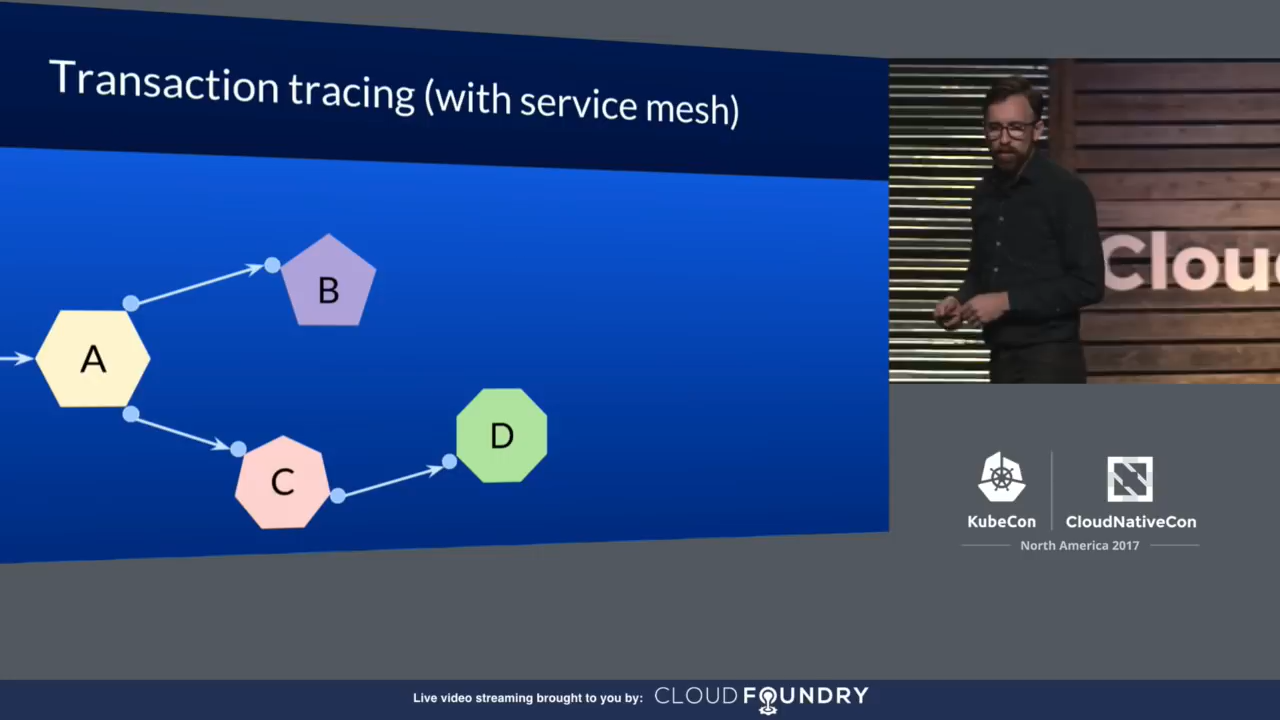 Transaction tracing (with service mesh)
B
A
D
C
Clou
KubeCon
CloudNativeCon
North America 2017
Live video streaming brought to you by: CLOUD FOUNDRY